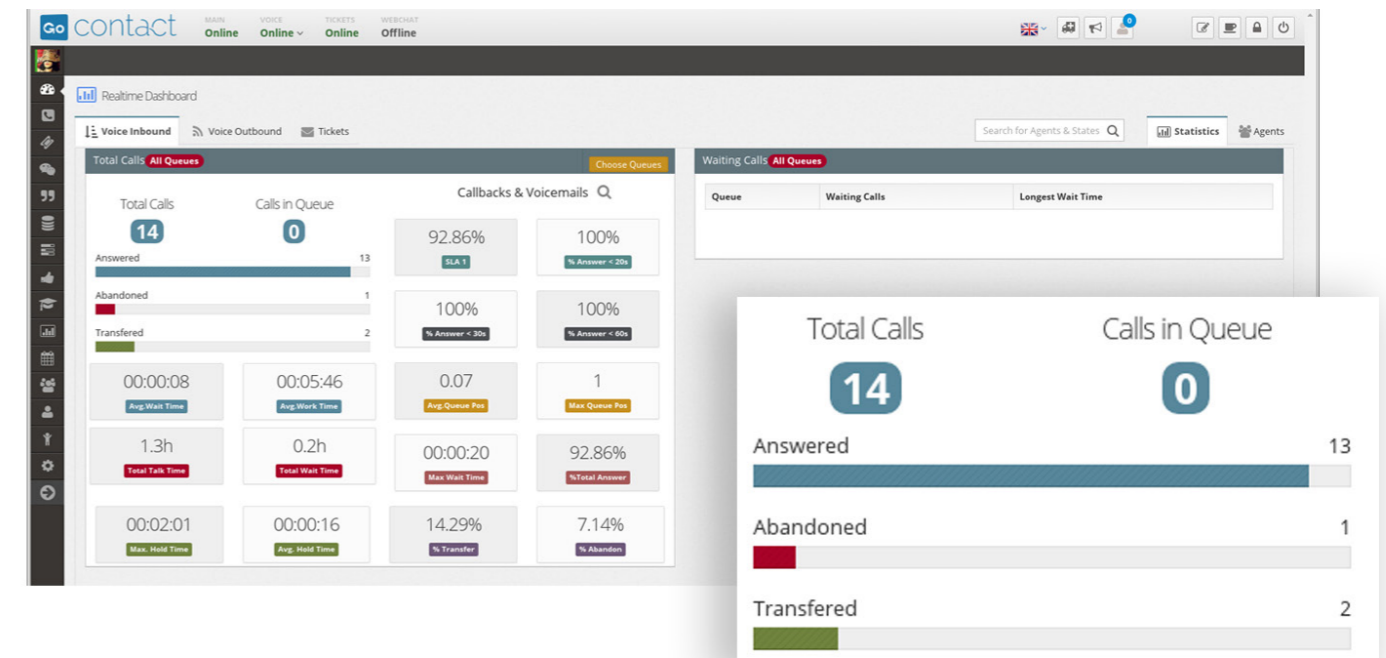 Go contact
MAIN VOICE TICKETS WEBCHAT
Online Online Online Offline
0
Realtime Dashboard
Voice Inbound Voice Outbound Tickets
Search for Agents & States
Statistics Agents
Total Calls All Queues Choose Queues
Total Calls Calls in Queue
14 0
Answered 13
Abandoned 1
Transfered 2
Callbacks & Voicemails
92.86% 100%
SLA 1 % Answer < 20s
100% 100%
% Answer < 30s % Answer < 60s
00:00:08 00:05:46 0.07 1
Avg.Wait Time Avg.Work Time Avg.Queue Pos Max Queue Pos
1.3h 0.2h 00:00:20 92.86%
Total Talk Time Total Wait Time Max Wait Time %Total Answer
00:02:01 00:00:16 14.29% 7.14%
Max. Hold Time Avg. Hold Time % Transfer % Abandon
Waiting Calls All Queues
Queue Waiting Calls Longest Wait Time
Total Calls Calls in Queue
14 0
Answered 13
Abandoned 1
Transfered 2